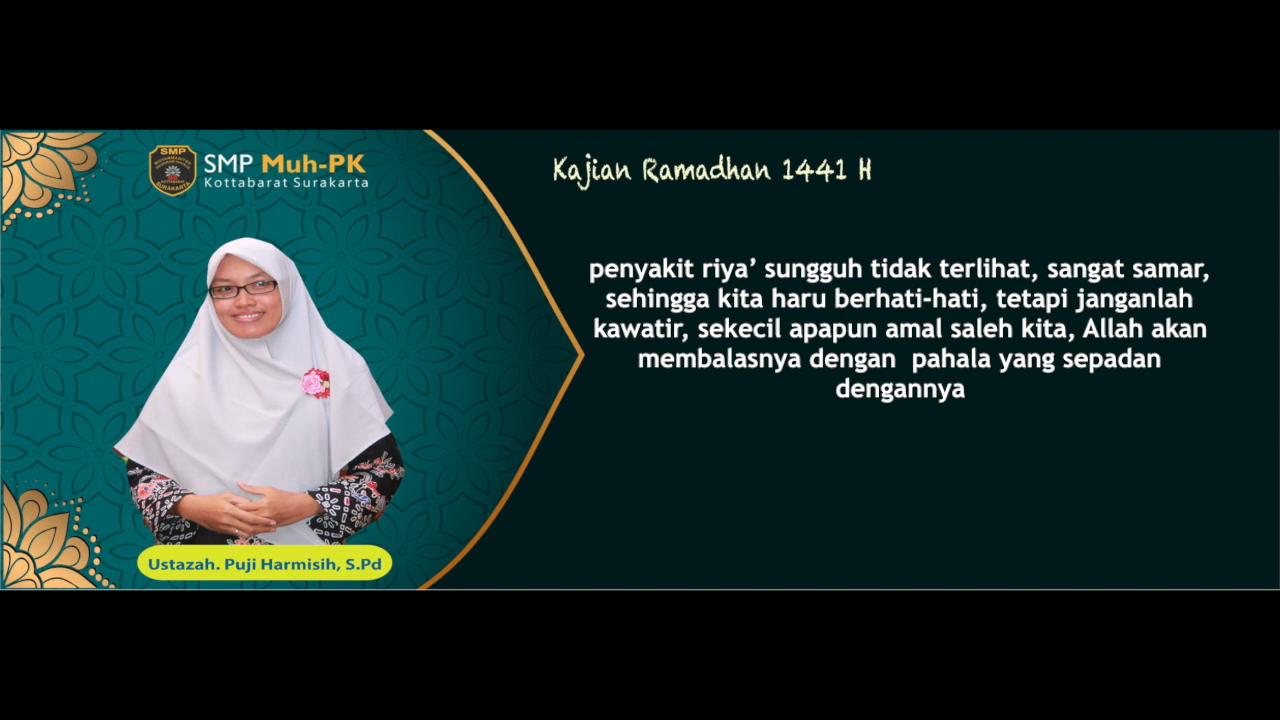 SMP
SURAKARTA
SMP Muh-PK
Kottabarat Surakarta
Kajian Ramadhan 1441 H
penyakit riya’ sungguh tidak terlihat, sangat samar,
sehingga kita haru berhati-hati, tetapi janganlah
kawatir, sekecil apapun amal saleh kita, Allah akan
membalasnya dengan  pahala yang sepadan
dengannya
Ustazah. Puji Harmisih, S.Pd